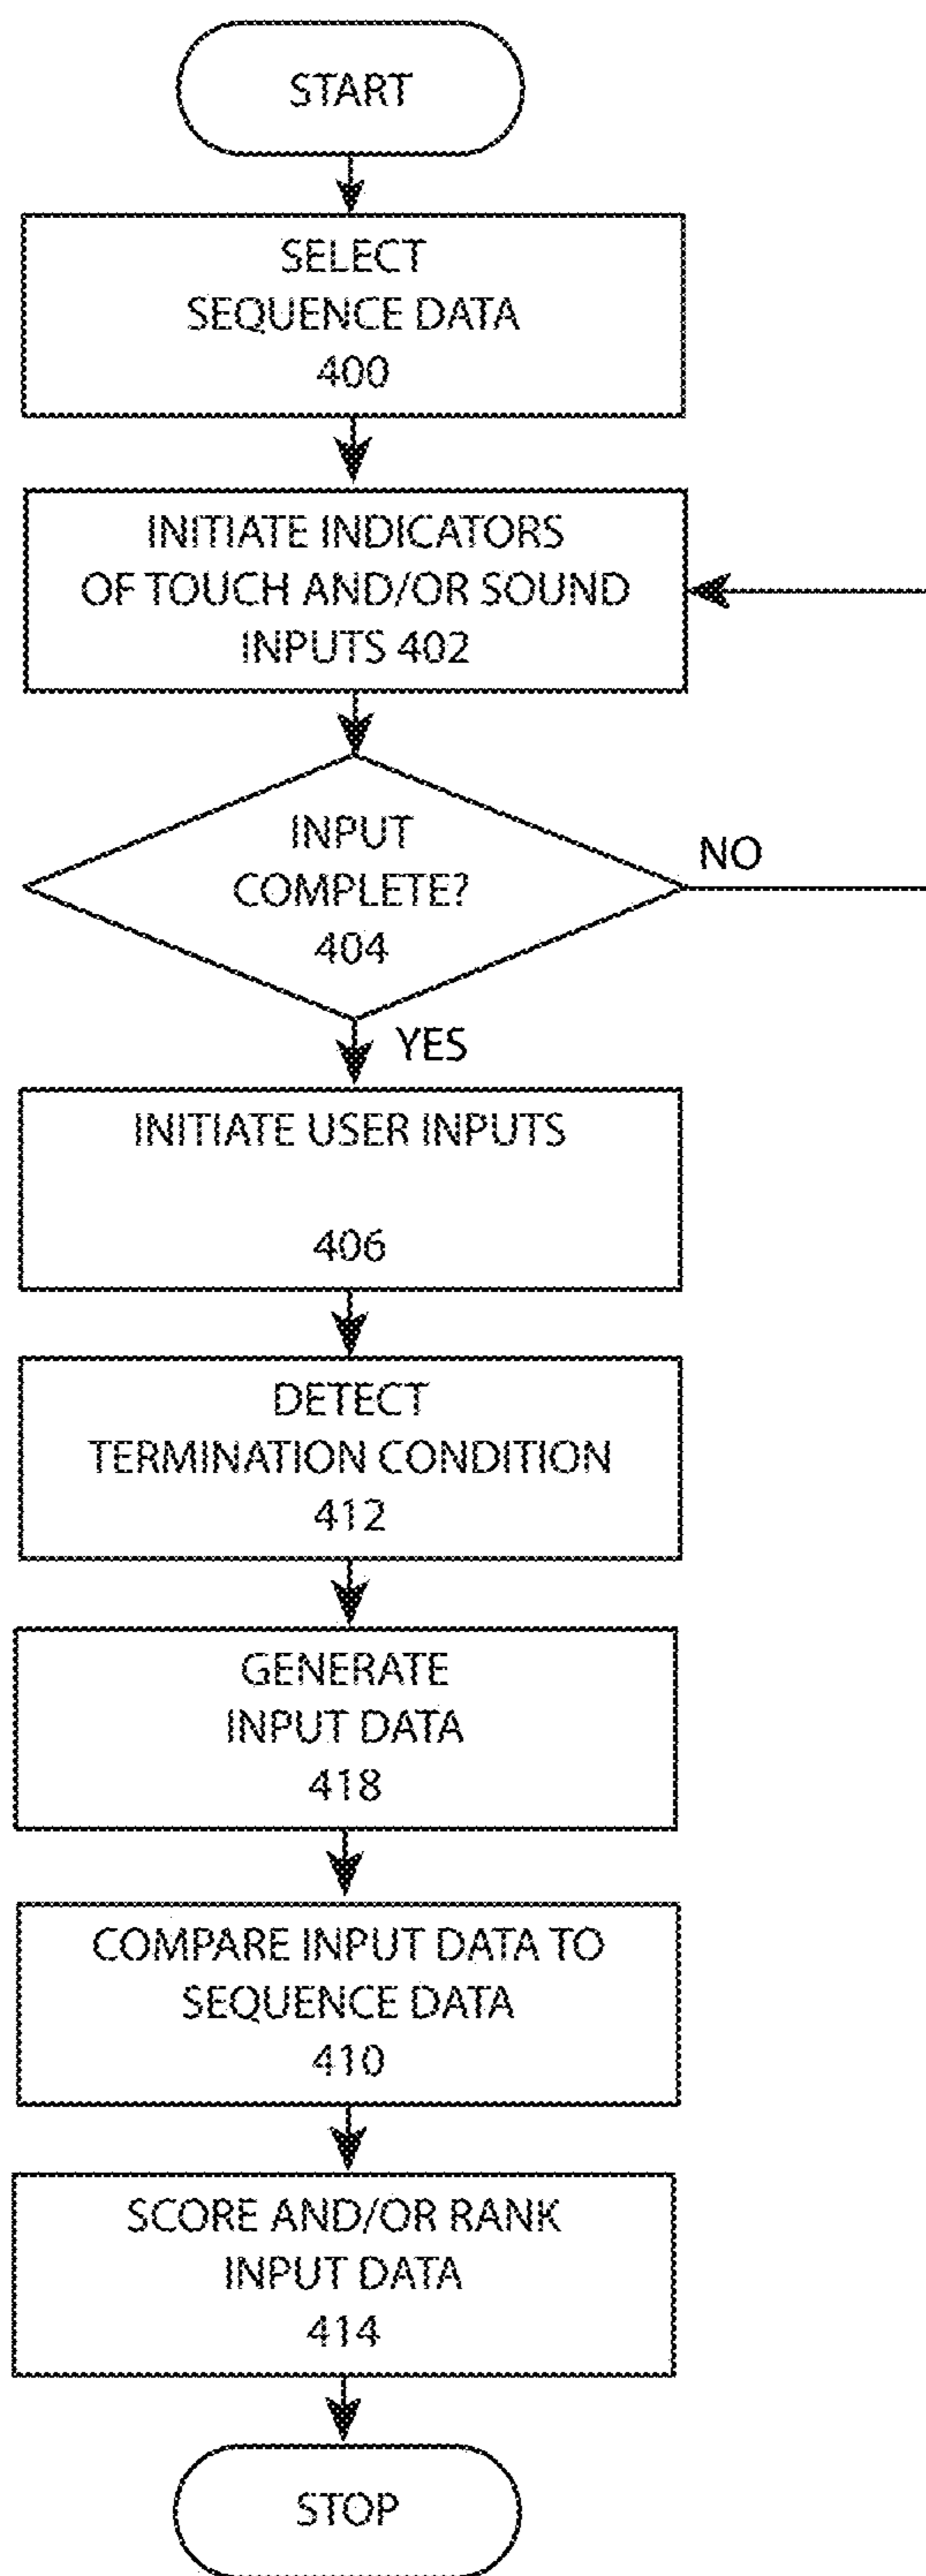 START
SELECT
SEQUENCE DATA
400
INITIATE INDICATORS
OF TOUCH AND/OR SOUND
INPUTS 402
INPUT
COMPLETE?
404
NO
YES
INITIATE USER INPUTS
406
DETECT
TERMINATION CONDITION
412
GENERATE
INPUT DATA
418
COMPARE INPUT DATA TO
SEQUENCE DATA
410
SCORE AND/OR RANK
INPUT DATA
414
STOP